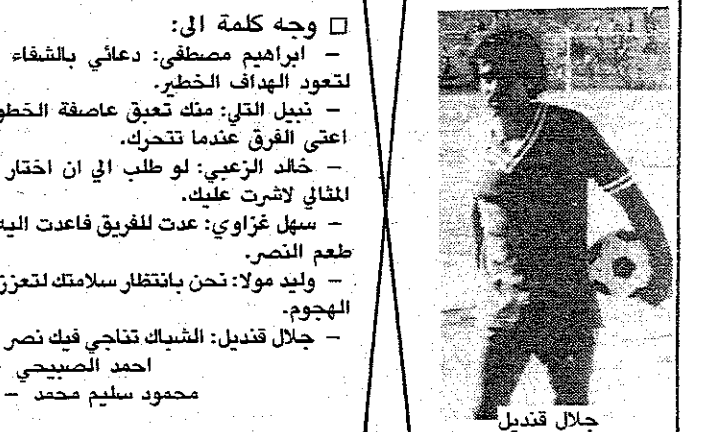 □ وجه كلمة الى:
– ابراهيم مصطفى: دعائي بالشفاء
لتعود الهداف الخطير.
– نبيل التلي: منك تعبق عاصفة الخطو
اعتى الفرق عندما تتحرك.
– خالد الزعبي: لو طلب الي ان اختار
المثالي لاشرت عليك.
– سهل غزاوي: عدت للفريق فاعدت اليه
طعم النصر.
– وليد مولا: نحن بانتظار سلامتك لتعزز
الهجوم.
– جلال قنديل: الشباك تناجي فيك نصر
احمد الصبيحي –
محمود سليم محمد –
جلال قنديل